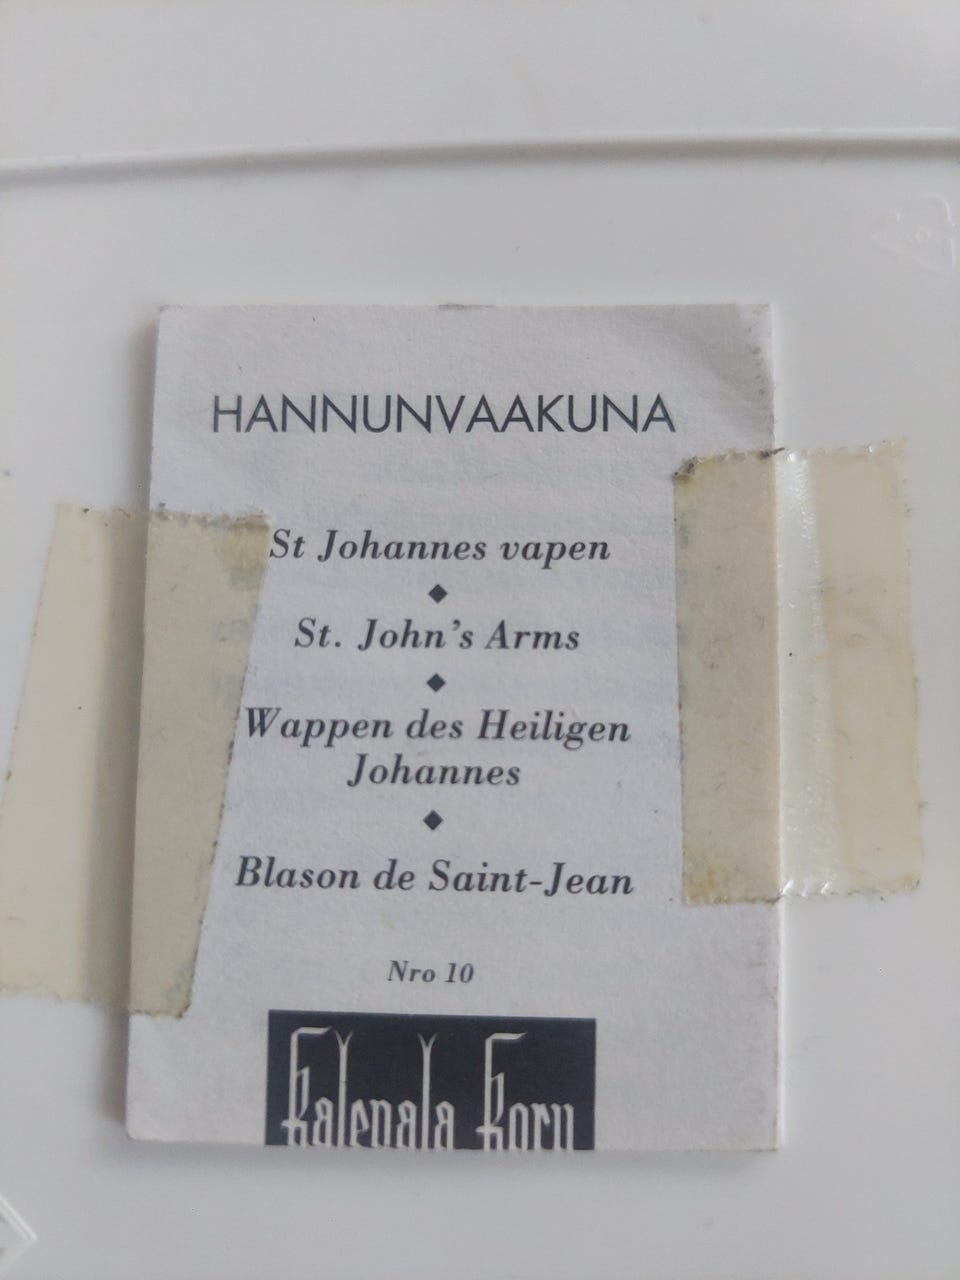 HANNUNVAAKUNA
St Johannes vapen
St. John's Arms
Wappen des Heiligen
Johannes
Blason de Saint-Jean
Nro 10
Kalevala Koru